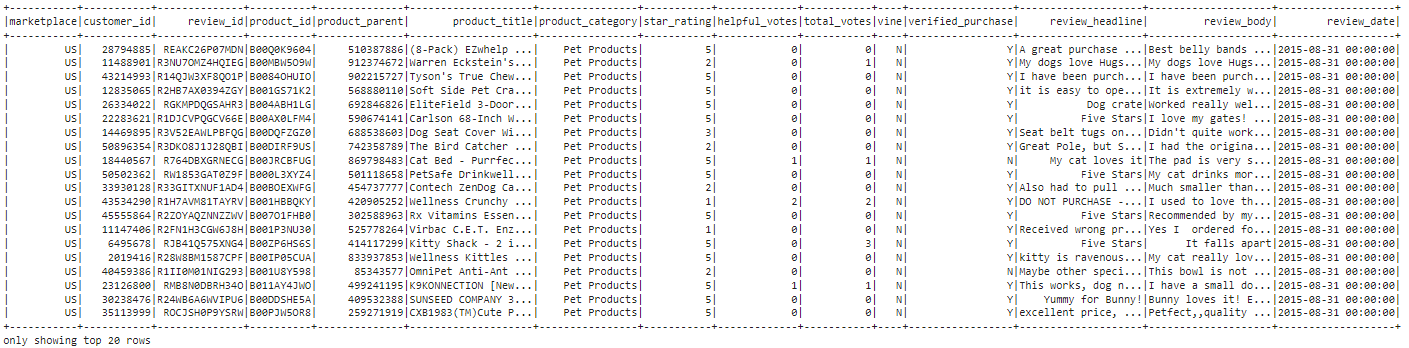 +-----------+-----------+--------------+----------+--------------+--------------------+----------------+-----------+-------------+-----------+----+-----------------+--------------------+--------------------+-------------------+
|marketplace|customer_id|     review_id|product_id|product_parent|       product_title|product_category|star_rating|helpful_votes|total_votes|vine|verified_purchase|     review_headline|         review_body|        review_date|
+-----------+-----------+--------------+----------+--------------+--------------------+----------------+-----------+-------------+-----------+----+-----------------+--------------------+--------------------+-------------------+
|         US|   28794885| REAKC26P07MDN|B00Q0K9604|     510387886|(8-Pack) EZwhelp ...|    Pet Products|          5|            0|          0|   N|                Y|A great purchase ...|Best belly bands ...|2015-08-31 00:00:00|
|         US|   11488901|R3NU7OMZ4HQIEG|B00MBW5O9W|     912374672|Warren Eckstein's...|    Pet Products|          2|            0|          1|   N|                Y|My dogs love Hugs...|My dogs love Hugs...|2015-08-31 00:00:00|
|         US|   43214993|R14QJW3XF8QO1P|B0084OHUIO|     902215727|Tyson's True Chew...|    Pet Products|          5|            0|          0|   N|                Y|I have been purch...|I have been purch...|2015-08-31 00:00:00|
|         US|   12835065|R2HB7AX0394ZGY|B001GS71K2|     568880110|Soft Side Pet Cra...|    Pet Products|          5|            0|          0|   N|                Y|it is easy to ope...|It is extremely w...|2015-08-31 00:00:00|
|         US|   26334022| RGKMPDQGSAHR3|B004ABH1LG|     692846826|EliteField 3-Door...|    Pet Products|          5|            0|          0|   N|                Y|           Dog crate|Worked really wel...|2015-08-31 00:00:00|
|         US|   22283621|R1DJCVPQGCV66E|B00AX0LFM4|     590674141|Carlson 68-Inch W...|    Pet Products|          5|            0|          0|   N|                Y|          Five Stars|I love my gates! ...|2015-08-31 00:00:00|
|         US|   14469895|R3V52EAWLPBFQG|B00DQFZGZ0|     688538603|Dog Seat Cover Wi...|    Pet Products|          3|            0|          0|   N|                Y|Seat belt tugs on...|Didn't quite work...|2015-08-31 00:00:00|
|         US|   50896354|R3DKO8J1J28QBI|B00DIRF9US|     742358789|The Bird Catcher ...|    Pet Products|          2|            0|          0|   N|                Y|Great Pole, but S...|I had the origina...|2015-08-31 00:00:00|
|         US|   18440567| R764DBXGRNECG|B00JRCBFUG|     869798483|Cat Bed - Purrfec...|    Pet Products|          5|            1|          1|   N|                N|     My cat loves it|The pad is very s...|2015-08-31 00:00:00|
|         US|   50502362| RW1853GAT0Z9F|B000L3XYZ4|     501118658|PetSafe Drinkwell...|    Pet Products|          5|            0|          0|   N|                Y|          Five Stars|My cat drinks mor...|2015-08-31 00:00:00|
|         US|   33930128|R33GITXNUF1AD4|B00BOEXWFG|     454737777|Contech ZenDog Ca...|    Pet Products|          2|            0|          0|   N|                Y|Also had to pull ...|Much smaller than...|2015-08-31 00:00:00|
|         US|   43534290|R1H7AVM81TAYRV|B001HBBQKY|     420905252|Wellness Crunchy ...|    Pet Products|          1|            2|          2|   N|                Y|DO NOT PURCHASE -...|I used to love th...|2015-08-31 00:00:00|
|         US|   45555864|R2ZOYAQZNNZZWV|B007O1FHB0|     302588963|Rx Vitamins Essen...|    Pet Products|          5|            0|          0|   N|                Y|          Five Stars|Recommended by my...|2015-08-31 00:00:00|
|         US|   11147406|R2FN1H3CGW6J8H|B001P3NU30|     525778264|Virbac C.E.T. Enz...|    Pet Products|          1|            0|          0|   N|                Y|Received wrong pr...|Yes I  ordered fo...|2015-08-31 00:00:00|
|         US|    6495678| RJB41Q575XNG4|B00ZP6HS6S|     414117299|Kitty Shack - 2 i...|    Pet Products|          5|            0|          3|   N|                Y|          Five Stars|      It falls apart|2015-08-31 00:00:00|
|         US|    2019416|R28W8BM1587CPF|B00IP05CUA|     833937853|Wellness Kittles ...|    Pet Products|          5|            0|          0|   N|                Y|kitty is ravenous...|My cat really lov...|2015-08-31 00:00:00|
|         US|   40459386|R1II0M01NIG293|B001U8Y598|      85343577|OmniPet Anti-Ant ...|    Pet Products|          2|            0|          0|   N|                N|Maybe other speci...|This bowl is not ...|2015-08-31 00:00:00|
|         US|   23126800| RMB8N0DBRH34O|B011AY4JWO|     499241195|K9KONNECTION [New...|    Pet Products|          5|            1|          1|   N|                Y|This works, dog n...|I have a small do...|2015-08-31 00:00:00|
|         US|   30238476|R24WB6A6WVIPU6|B00DDSHE5A|     409532388|SUNSEED COMPANY 3...|    Pet Products|          5|            0|          0|   N|                Y|    Yummy for Bunny!|Bunny loves it! E...|2015-08-31 00:00:00|
|         US|   35113999|ROCJSH0P9YSRW|B00PJW5OR8|     259271919|CXB1983(TM)Cute P...|    Pet Products|          5|            0|          0|   N|                Y|excellent price, ...|Petfect,,quality ...|2015-08-31 00:00:00|
+-----------+-----------+--------------+----------+--------------+--------------------+----------------+-----------+-------------+-----------+----+-----------------+--------------------+--------------------+-------------------+
only showing top 20 rows